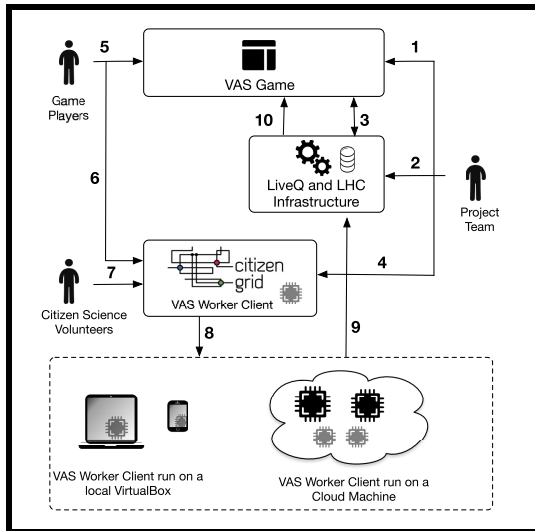 5
1
VAS Game
Game
Players
10
3
6
LiveQ and LHC
Infrastructure
2
Project
Team
7
citizen
grid
4
VAS Worker Client
Citizen Science
Volunteers
8
9
VAS Worker Client run on a
local VirtualBox
VAS Worker Client run on a
Cloud Machine